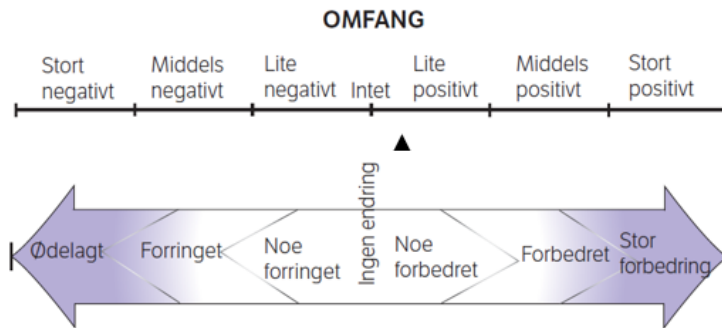 OMFANG
Stort negativt
Middels negativt
Lite negativt
Intet
Lite positivt
Middels positivt
Stort positivt
Ødelagt
Forringet
Noe forringet
Ingen endring
Noe forbedret
Forbedret
Stor forbedring